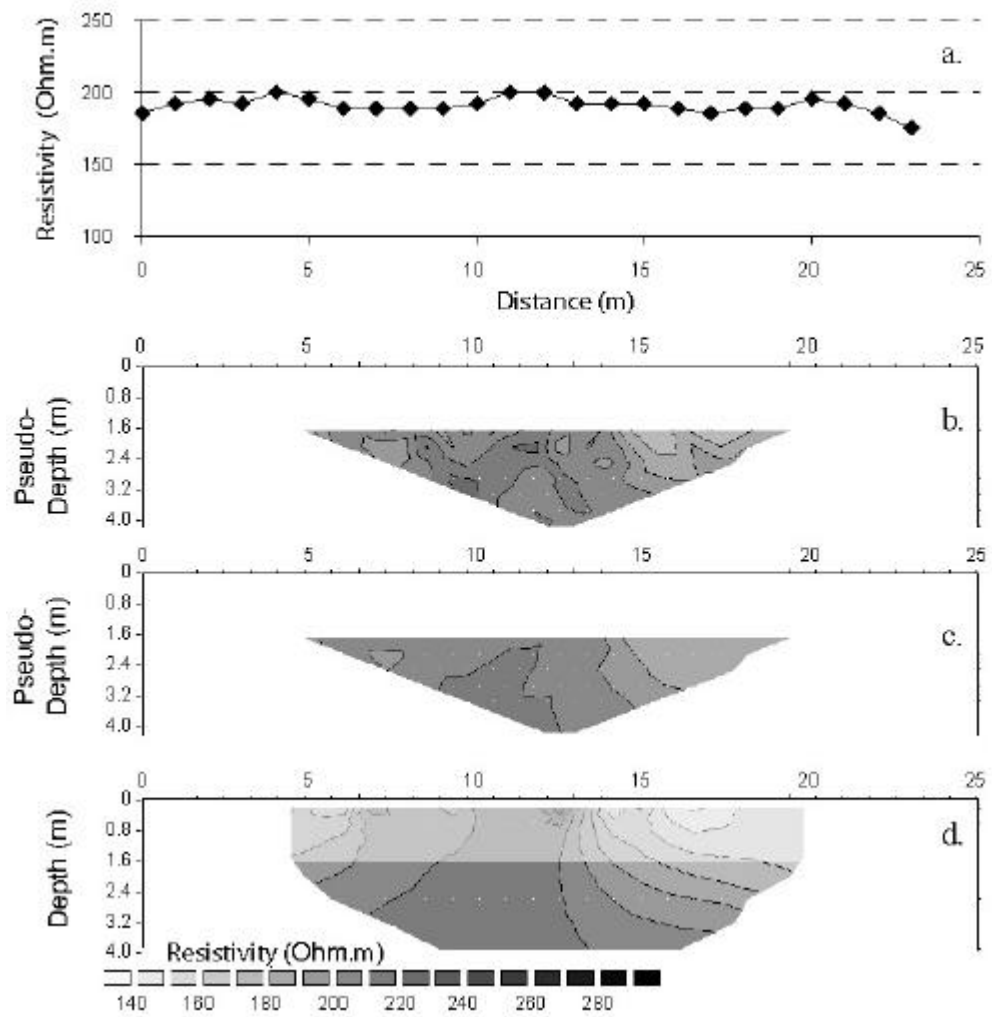 250
200
150
100
Resistivity (Ohm.m)
a.
0 5 10 15 20 25
Distance (m)
0 5 10 15 20 25
0
0.8
1.6
2.4
3.2
4.0
Pseudo-
Depth (m)
b.
0 5 10 15 20 25
0
0.8
1.6
2.4
3.2
4.0
Pseudo-
Depth (m)
c.
0 5 10 15 20 25
0
0.8
1.6
2.4
3.2
4.0
Depth (m)
d.
Resistivity (Ohm.m)
140 160 180 200 220 240 260 280